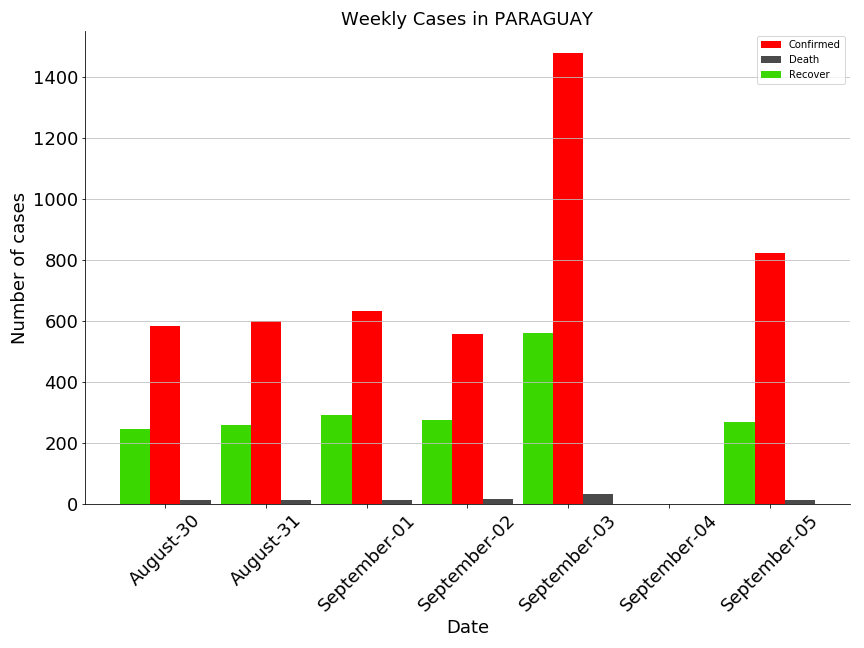 Weekly Cases in PARAGUAY
Confirmed
Death
Recover
Number of cases
1400
1200
1000
800
600
400
200
0
August-30
August-31
September-01
September-02
September-03
September-04
September-05
Date